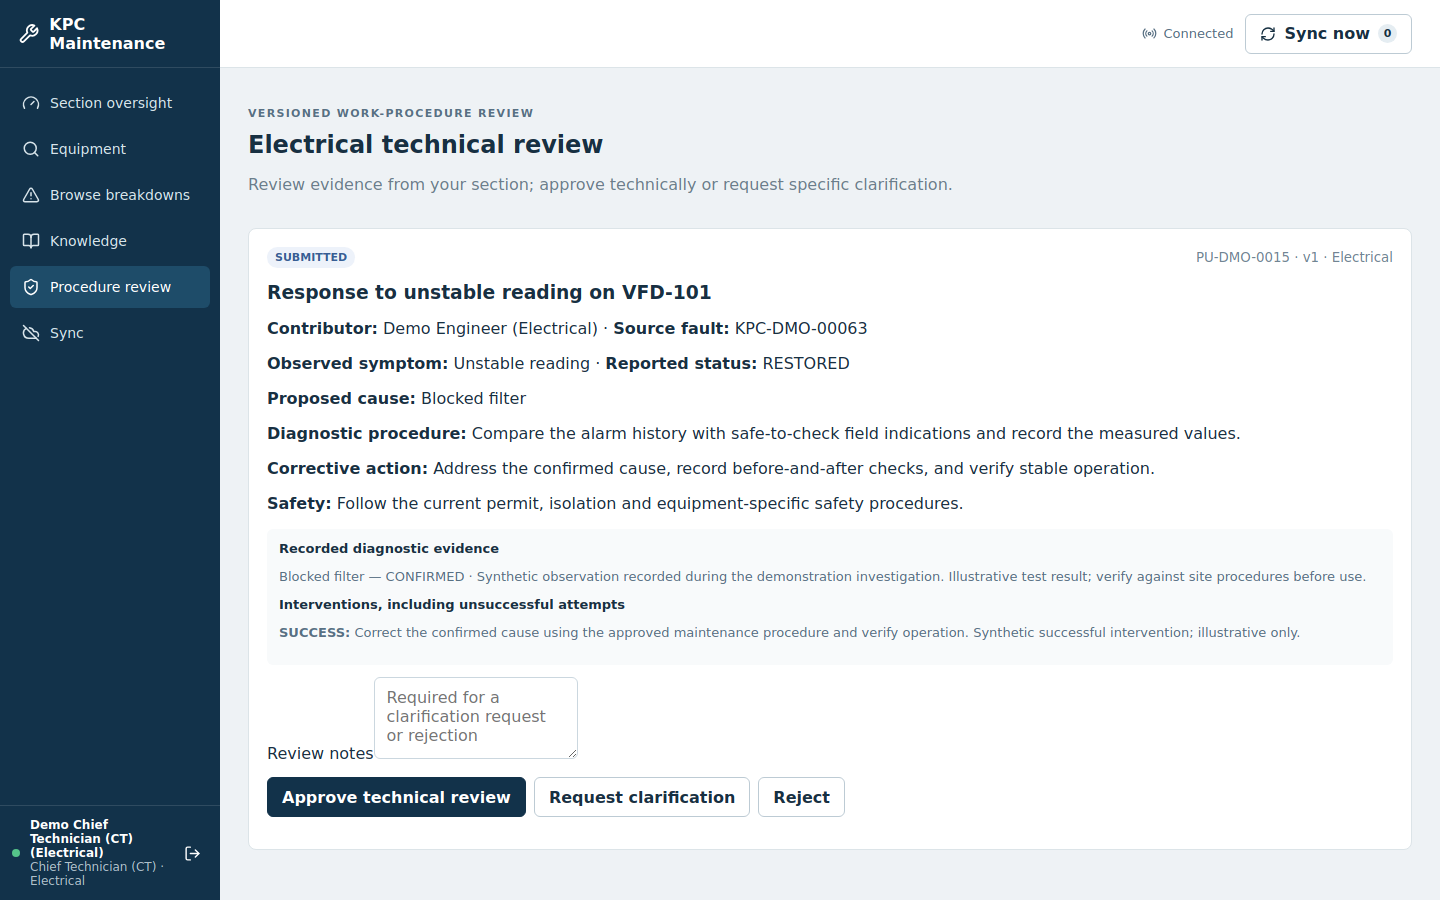 KPC
Maintenance
Connected
Sync now 0
Section oversight
Equipment
Browse breakdowns
Knowledge
Procedure review
Sync
VERSIONED WORK-PROCEDURE REVIEW
Electrical technical review
Review evidence from your section; approve technically or request specific clarification.
SUBMITTED
PU-DMO-0015 · v1 · Electrical
Response to unstable reading on VFD-101
Contributor: Demo Engineer (Electrical) · Source fault: KPC-DMO-00063
Observed symptom: Unstable reading · Reported status: RESTORED
Proposed cause: Blocked filter
Diagnostic procedure: Compare the alarm history with safe-to-check field indications and record the measured values.
Corrective action: Address the confirmed cause, record before-and-after checks, and verify stable operation.
Safety: Follow the current permit, isolation and equipment-specific safety procedures.
Recorded diagnostic evidence
Blocked filter — CONFIRMED · Synthetic observation recorded during the demonstration investigation. Illustrative test result; verify against site procedures before use.
Interventions, including unsuccessful attempts
SUCCESS: Correct the confirmed cause using the approved maintenance procedure and verify operation. Synthetic successful intervention; illustrative only.
Required for a
clarification request
or rejection
Review notes
Approve technical review
Request clarification
Reject
Demo Chief
Technician (CT)
(Electrical)
Chief Technician (CT) ·
Electrical